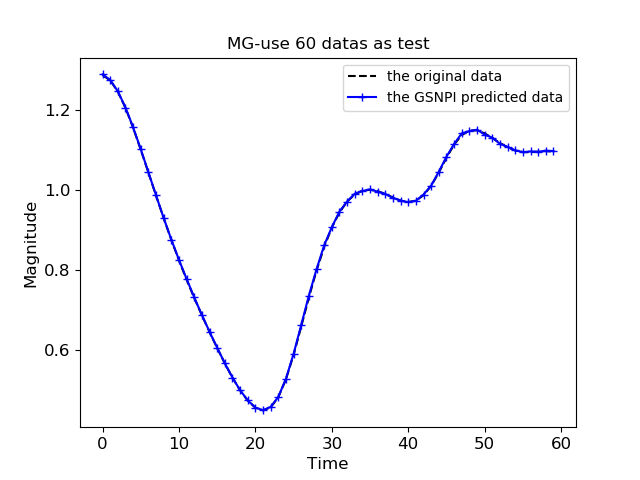 MG-use 60 datas as test
the original data
the GSNPI predicted data
1.2
1.0
0.8
0.6
Magnitude
0 10 20 30 40 50 60
Time